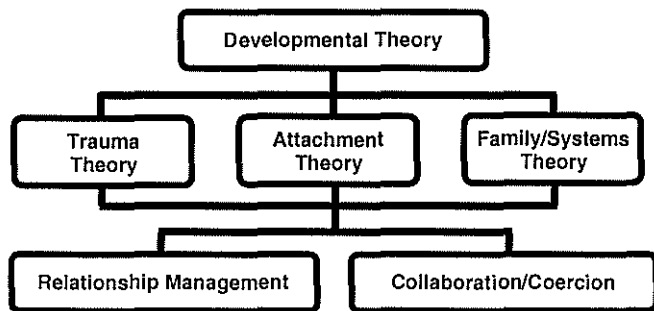 Developmental Theory
Trauma
Theory
Attachment
Theory
Family/Systems
Theory
Relationship Management
Collaboration/Coercion